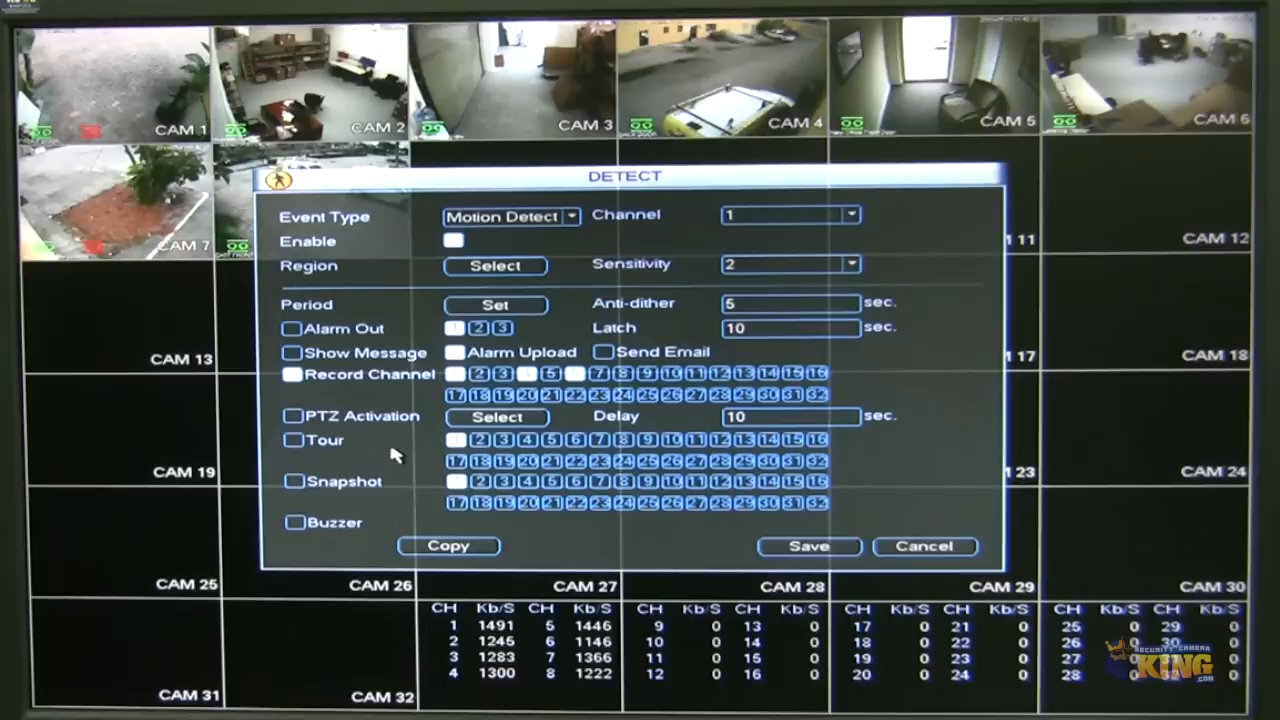 CAM 1
CAM 2
CAM 3
CAM 4
CAM 5
CAM 6
CAM 7
11
CAM 12
DETECT
Event Type Motion Detect Channel 1
Enable
Region Select Sensitivity 2
Period Set Anti-dither 5 sec.
Alarm Out 1 2 3 Latch 10 sec.
Show Message Alarm Upload Send Email
Record Channel 2 3 5 7 8 9 10 11 12 13 14 15 16
17 18 19 20 21 22 23 24 25 26 27 28 29 30 31 32
PTZ Activation Select Delay 10 sec.
Tour 1 2 3 4 5 6 7 8 9 10 11 12 13 14 15 16
17 18 19 20 21 22 23 24 25 26 27 28 29 30 31 32
Snapshot 1 2 3 4 5 6 7 8 9 10 11 12 13 14 15 16
17 18 19 20 21 22 23 24 25 26 27 28 29 30 31 32
Buzzer
Copy Save Cancel
CAM 13
17
CAM 18
CAM 19
23
CAM 24
CAM 25
CAM 26
CAM 27
CAM 28
CAM 29
CAM 30
CAM 31
CAM 32
CH Kb/S CH Kb/S CH Kb/S CH Kb/S CH Kb/S CH Kb/S CH Kb/S CH Kb/S
1 1491 5 1446 9 0 13 0 17 0 21 0 25 0 29 0
2 1245 6 1146 10 0 14 0 18 0 22 0 26 0 30 0
3 1283 7 1366 11 0 15 0 19 0 23 0 27
4 1300 8 1222 12 0 16 0 20 0 24 0 28
SECURITY CAMERA
KING
.COM